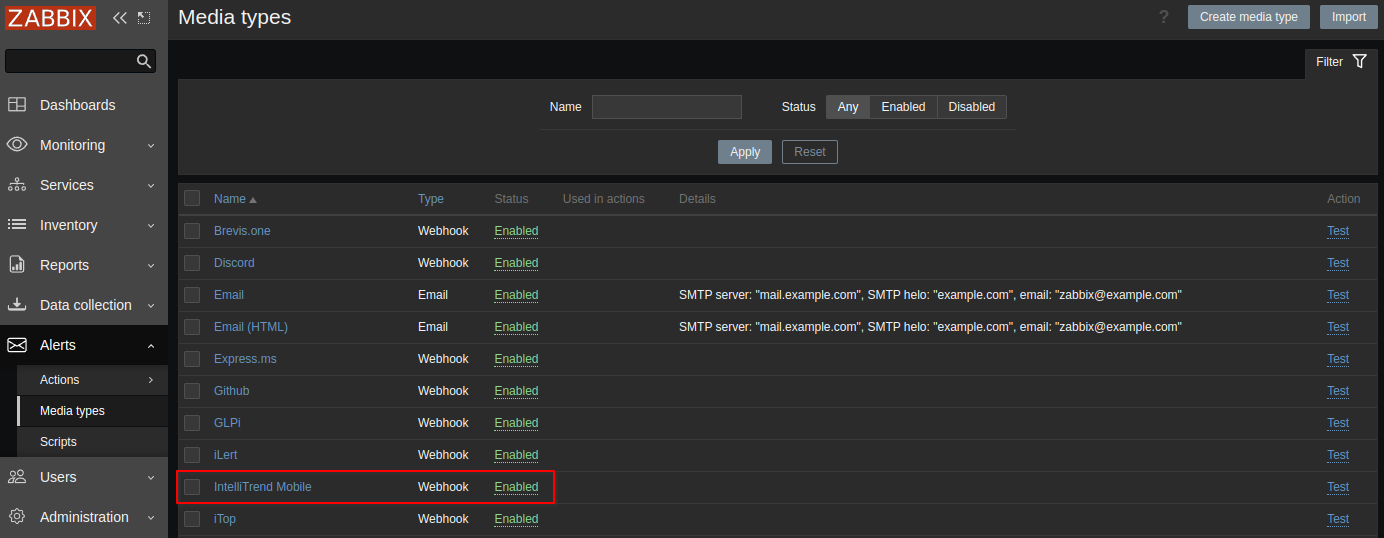 ZABBIX
Media types
? Create media type Import
Filter
Name Status Any Enabled Disabled
Apply Reset
Dashboards
Monitoring
Services
Inventory
Reports
Data collection
Alerts
Actions
Media types
Scripts
Users
Administration
Name Type Status Used in actions Details Action
Brevis.one Webhook Enabled Test
Discord Webhook Enabled Test
Email Email Enabled SMTP server: "mail.example.com", SMTP helo: "example.com", email: "zabbix@example.com" Test
Email (HTML) Email Enabled SMTP server: "mail.example.com", SMTP helo: "example.com", email: "zabbix@example.com" Test
Express.ms Webhook Enabled Test
Github Webhook Enabled Test
GLPi Webhook Enabled Test
iLert Webhook Enabled Test
IntelliTrend Mobile Webhook Enabled Test
iTop Webhook Enabled Test